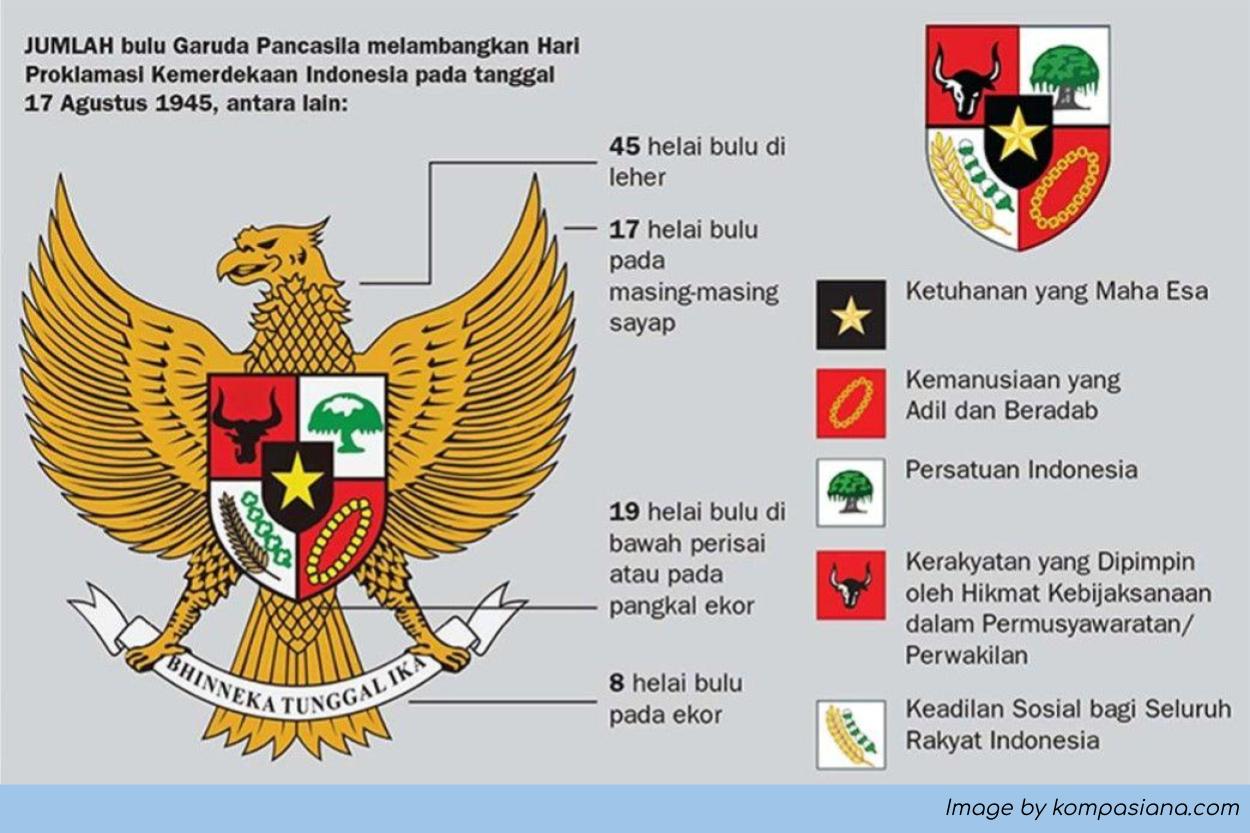 JUMLAH bulu Garuda Pancasila melambangkan Hari
Proklamasi Kemerdekaan Indonesia pada tanggal
17 Agustus 1945, antara lain:
45 helai bulu di
leher
17 helai bulu
pada
masing-masing
sayap
19 helai bulu di
bawah perisai
atau pada
pangkal ekor
8 helai bulu
pada ekor
BHINNEKA TUNGGAL IKA
Ketuhanan yang Maha Esa
Kemanusiaan yang
Adil dan Beradab
Persatuan Indonesia
Kerakyatan yang Dipimpin
oleh Hikmat Kebijaksanaan
dalam Permusyawaratan/
Perwakilan
Keadilan Sosial bagi Seluruh
Rakyat Indonesia
Image by kompasiana.com